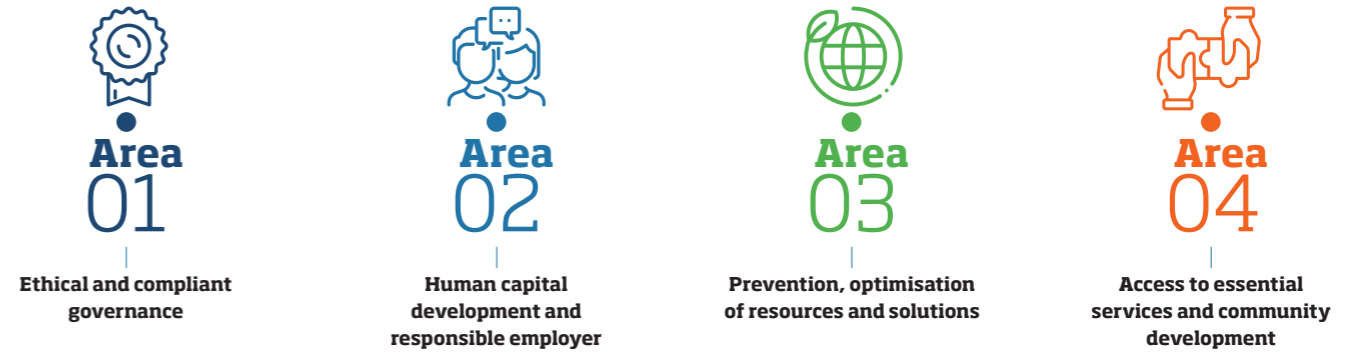 Area
01
Ethical and compliant
governance
Area
02
Human capital
development and
responsible employer
Area
03
Prevention, optimisation
of resources and solutions
Area
04
Access to essential
services and community
development